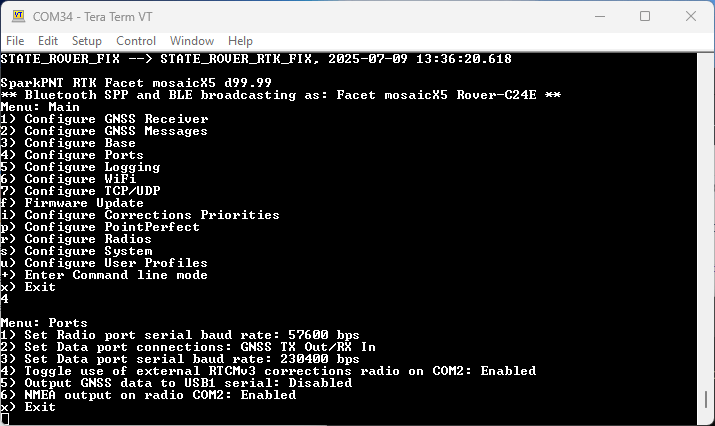 COM34 - Tera Term VT
File Edit Setup Control Window Help
STATE_ROVER_FIX --> STATE_ROVER_RTK_FIX, 2025-07-09 13:36:20.618
SparkPNT RTK Facet mosaicX5 d99.99
** Bluetooth SPP and BLE broadcasting as: Facet mosaicX5 Rover-C24E **
Menu: Main
1) Configure GNSS Receiver
2) Configure GNSS Messages
3) Configure Base
4) Configure Ports
5) Configure Logging
6) Configure WiFi
7) Configure TCP/UDP
f) Firmware Update
i) Configure Corrections Priorities
p) Configure PointPerfect
r) Configure Radios
s) Configure System
u) Configure User Profiles
+) Enter Command line mode
x) Exit
4
Menu: Ports
1) Set Radio port serial baud rate: 57600 bps
2) Set Data port connections: GNSS TX Out/RX In
3) Set Data port serial baud rate: 230400 bps
4) Toggle use of external RTCMv3 corrections radio on COM2: Enabled
5) Output GNSS data to USB1 serial: Disabled
6) NMEA output on radio COM2: Enabled
x) Exit